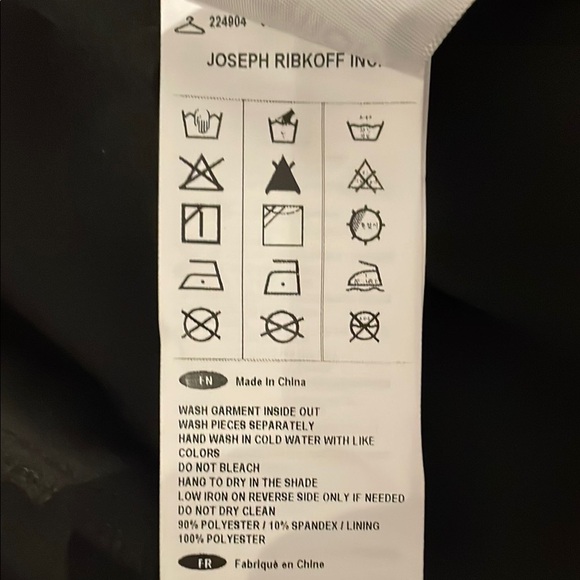 224904
JOSEPH RIBKOFF INC.
EN Made in China
WASH GARMENT INSIDE OUT
WASH PIECES SEPARATELY
HAND WASH IN COLD WATER WITH LIKE
COLORS
DO NOT BLEACH
HANG TO DRY IN THE SHADE
LOW IRON ON REVERSE SIDE ONLY IF NEEDED
DO NOT DRY CLEAN
90% POLYESTER / 10% SPANDEX / LINING
100% POLYESTER
FR Fabriqué en Chine